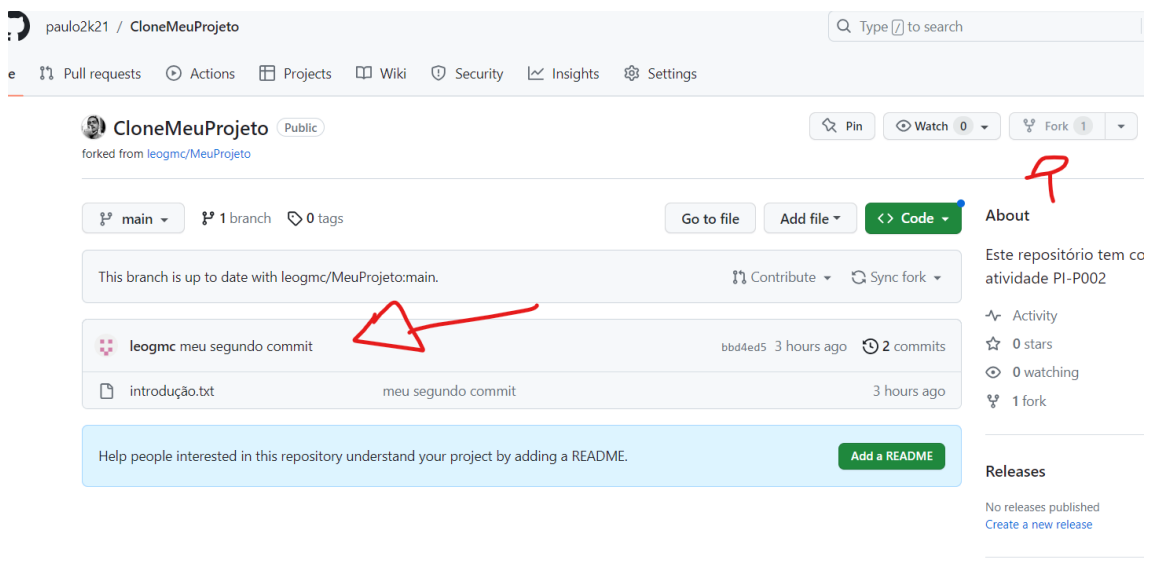 paulo2k21 / CloneMeuProjeto
Type / to search
e Pull requests Actions Projects Wiki Security Insights Settings
CloneMeuProjeto Public
Pin Watch 0 Fork 1
forked from leogmc/MeuProjeto
main 1 branch 0 tags Go to file Add file <> Code
About
This branch is up to date with leogmc/MeuProjeto:main. Contribute Sync fork
Este repositório tem co
atividade PI-P002
leogmc meu segundo commit bbd4ed5 3 hours ago 2 commits
introdução.txt meu segundo commit 3 hours ago
Activity
0 stars
0 watching
1 fork
Help people interested in this repository understand your project by adding a README. Add a README
Releases
No releases published
Create a new release